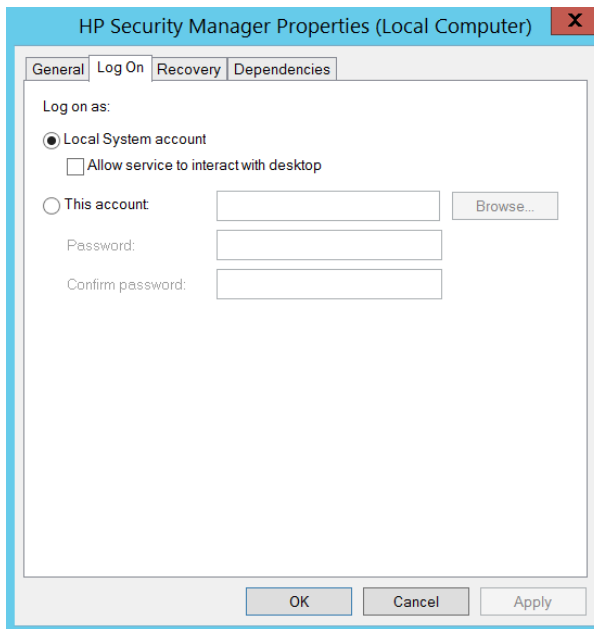 HP Security Manager Properties (Local Computer) X
General Log On Recovery Dependencies
Log on as:
Local System account
Allow service to interact with desktop
This account:
Browse...
Password:
Confirm password:
OK Cancel Apply